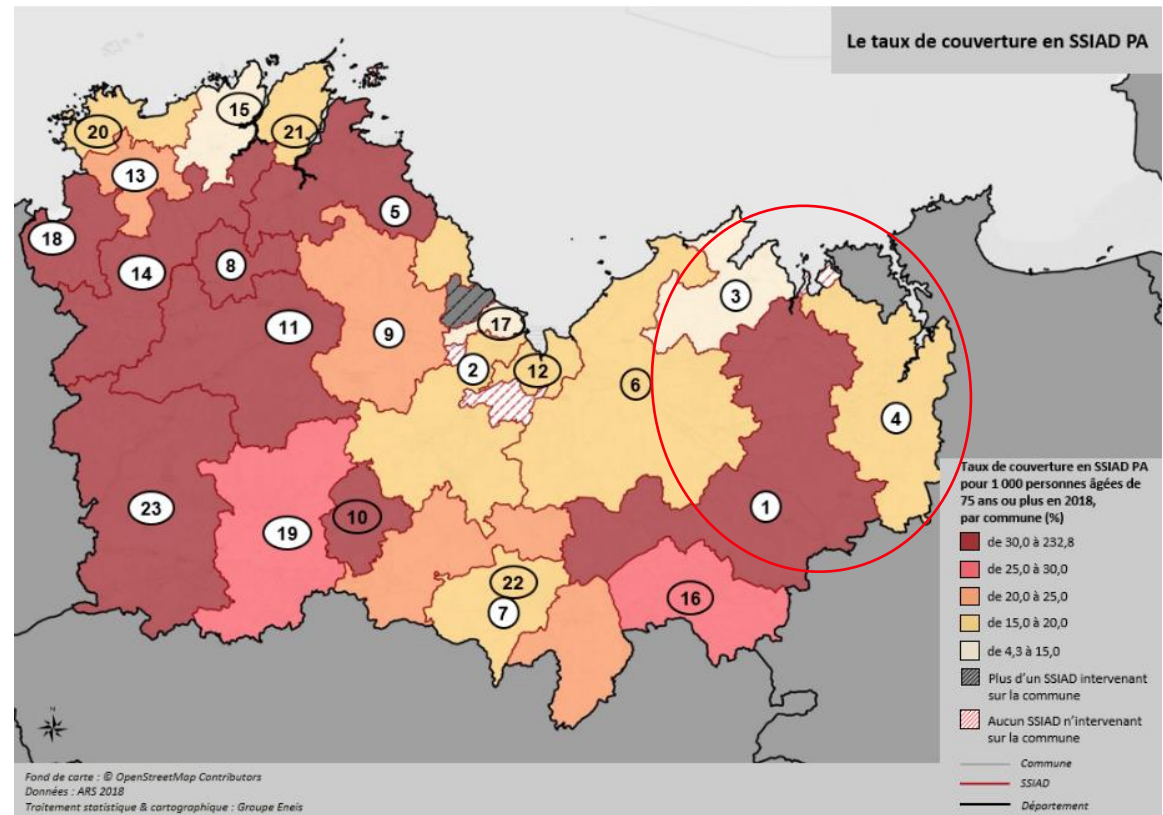 Le taux de couverture en SSIAD PA
15
20
21
13
5
18
14
8
3
11
17
9
2
12
6
4
23
19
10
1
22
7
16
Taux de couverture en SSIAD PA
pour 1 000 personnes âgées de
75 ans ou plus en 2018,
par commune (%)
de 30,0 à 232,8
de 25,0 à 30,0
de 20,0 à 25,0
de 15,0 à 20,0
de 4,3 à 15,0
Plus d'un SSIAD intervenant
sur la commune
Aucun SSIAD n'intervenant
sur la commune
Commune
SSIAD
Département
Fond de carte : © OpenStreetMap Contributors
Données : ARS 2018
Traitement statistique & cartographique : Groupe Eneis